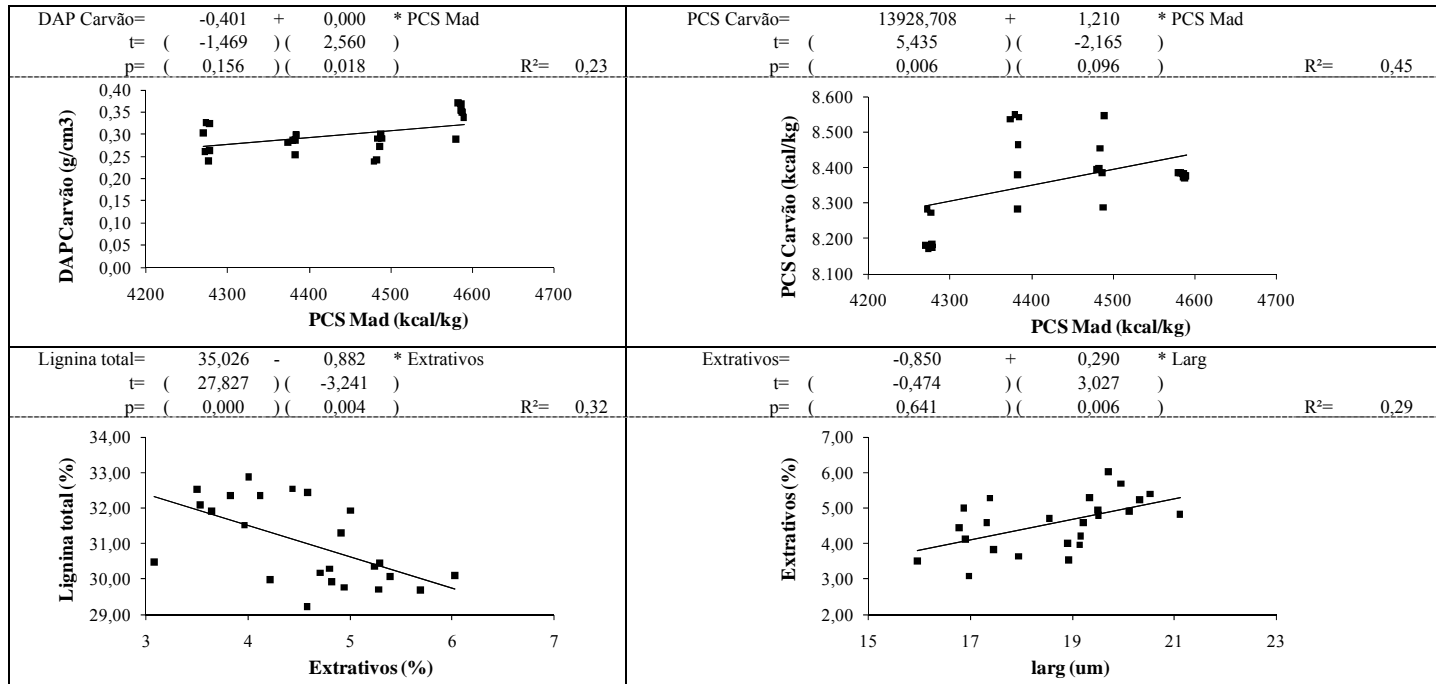 DAP Carvão= -0,401 + 0,000 * PCS Mad
t= ( -1,469 ) ( 2,560 )
p= ( 0,156 ) ( 0,018 ) R²= 0,23
0,40
0,35
0,30
0,25
0,20
0,15
0,10
0,05
0,00
DAPCarvão (g/cm3)
4200 4300 4400 4500 4600 4700
PCS Mad (kcal/kg)
PCS Carvão= 13928,708 + 1,210 * PCS Mad
t= ( 5,435 ) ( -2,165 )
p= ( 0,006 ) ( 0,096 ) R²= 0,45
8.600
8.500
8.400
8.300
8.200
8.100
PCS Carvão (kcal/kg)
4200 4300 4400 4500 4600 4700
PCS Mad (kcal/kg)
Lignina total= 35,026 - 0,882 * Extrativos
t= ( 27,827 ) ( -3,241 )
p= ( 0,000 ) ( 0,004 ) R²= 0,32
34,00
33,00
32,00
31,00
30,00
29,00
Lignina total (%)
3 4 5 6 7
Extrativos (%)
Extrativos= -0,850 + 0,290 * Larg
t= ( -0,474 ) ( 3,027 )
p= ( 0,641 ) ( 0,006 ) R²= 0,29
7,00
6,00
5,00
4,00
3,00
2,00
Extrativos (%)
15 17 19 21 23
larg (um)